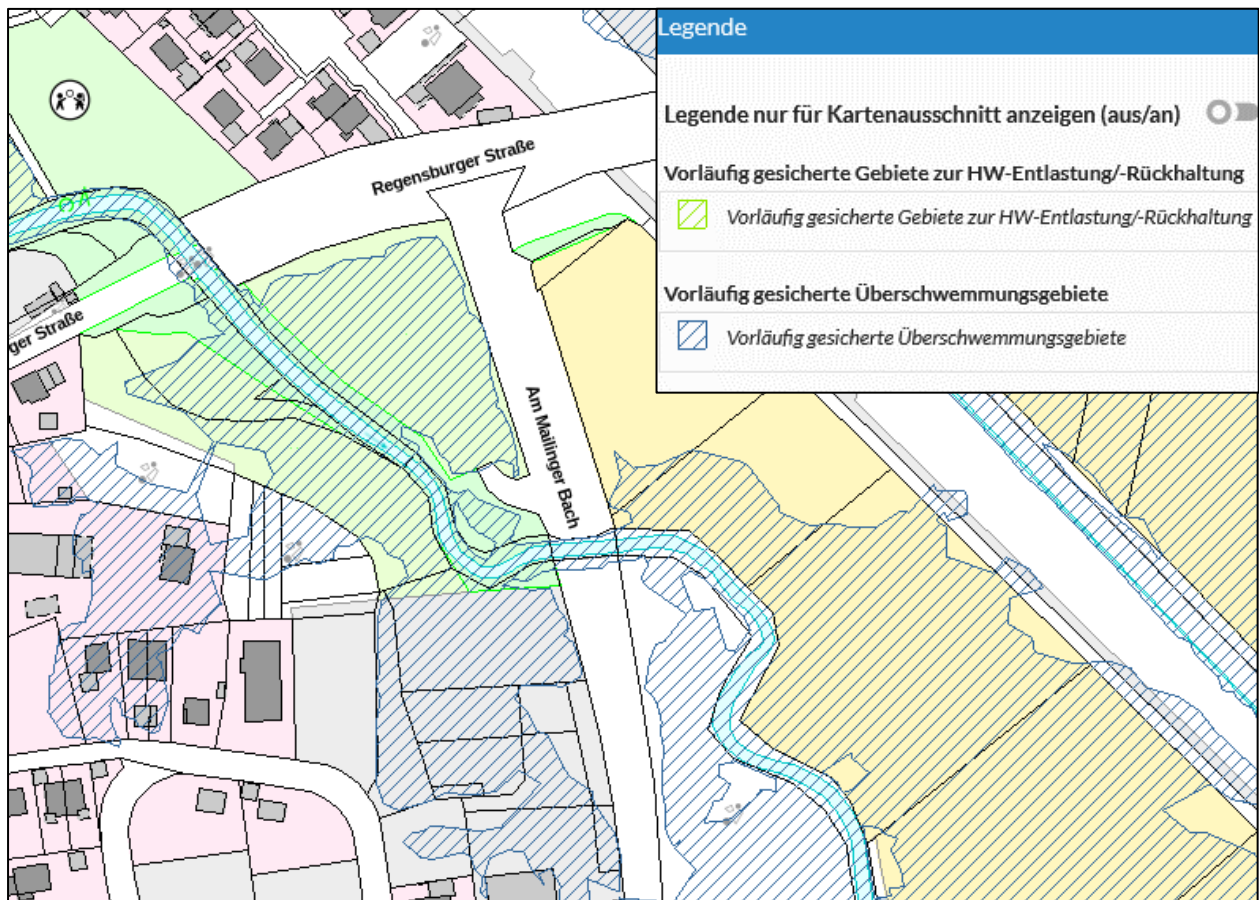 Legende
Legende nur für Kartenausschnitt anzeigen (aus/an)
Vorläufig gesicherte Gebiete zur HW-Entlastung/-Rückhaltung
Vorläufig gesicherte Gebiete zur HW-Entlastung/-Rückhaltung
Vorläufig gesicherte Überschwemmungsgebiete
Vorläufig gesicherte Überschwemmungsgebiete
Regensburger Straße
ger Straße
Am Mailinger Bach